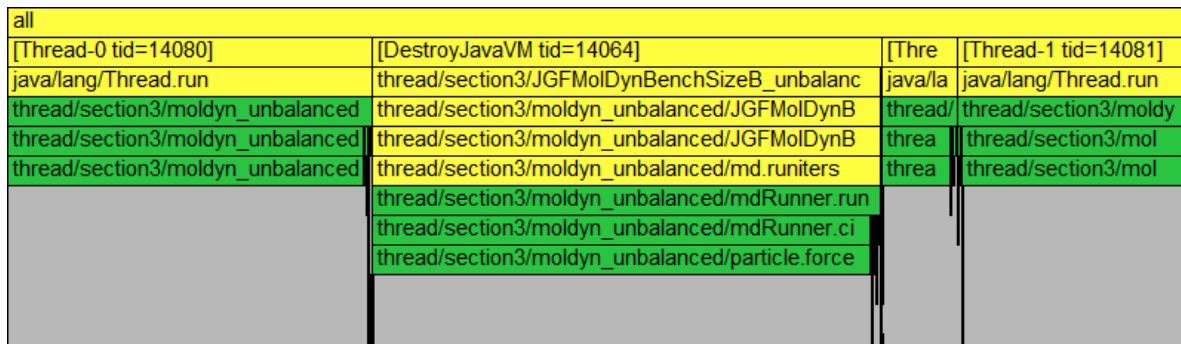 all
[Thread-0 tid=14080] [DestroyJavaVM tid=14064] [Thre [Thread-1 tid=14081]
java/lang/Thread.run thread/section3/JGFMolDynBenchSizeB_unbalanc java/la java/lang/Thread.run
thread/section3/moldyn_unbalanced thread/section3/moldyn_unbalanced/JGFMolDynB thread/ thread/section3/moldy
thread/section3/moldyn_unbalanced thread/section3/moldyn_unbalanced/JGFMolDynB threa thread/section3/mol
thread/section3/moldyn_unbalanced thread/section3/moldyn_unbalanced/md.runiters threa thread/section3/mol
thread/section3/moldyn_unbalanced/mdRunner.run
thread/section3/moldyn_unbalanced/mdRunner.ci
thread/section3/moldyn_unbalanced/particle.force